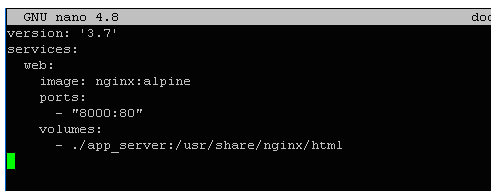 GNU nano 4.8 doc
version: '3.7'
services:
  web:
    image: nginx:alpine
    ports:
      - "8000:80"
    volumes:
      - ./app_server:/usr/share/nginx/html